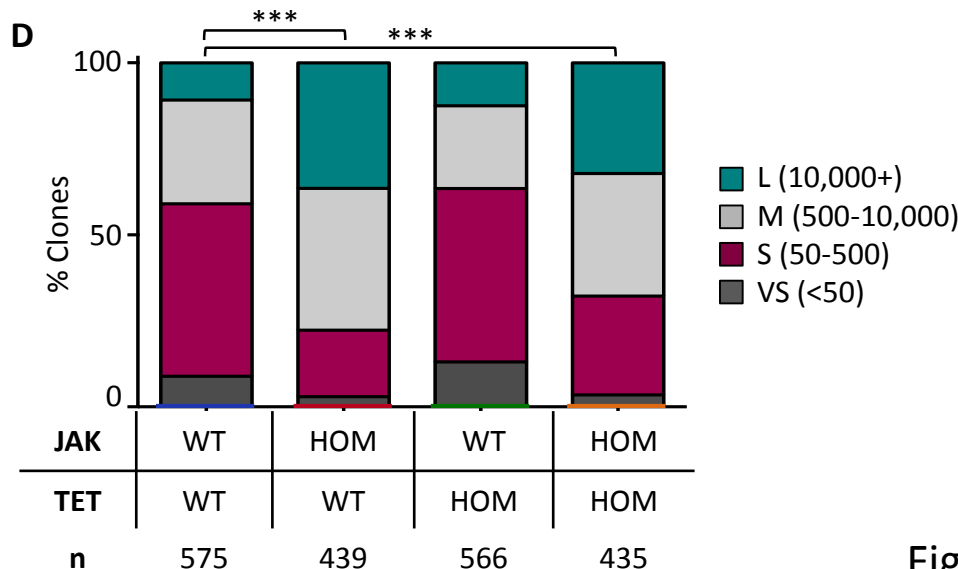 D
***
***
100
50
0
% Clones
L (10,000+)
M (500-10,000)
S (50-500)
VS (<50)
JAK WT HOM WT HOM
TET WT WT HOM HOM
n 575 439 566 435
Fig